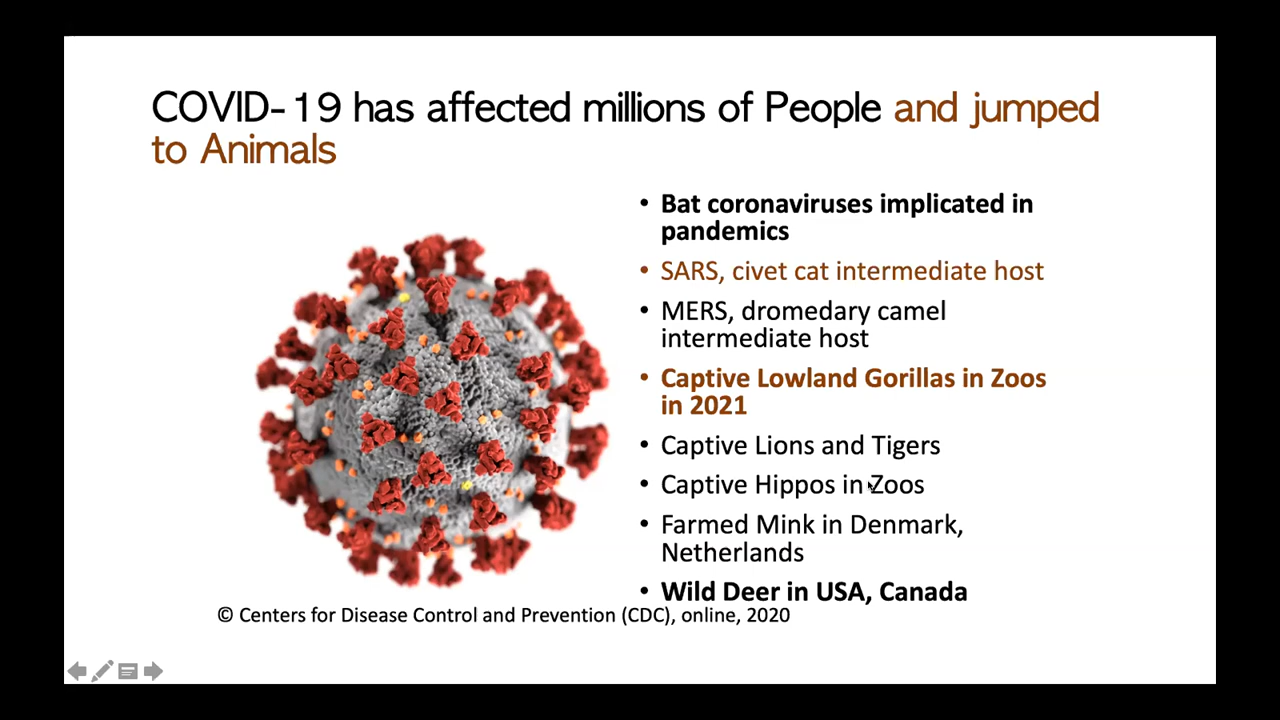 COVID-19 has affected millions of People and jumped
to Animals
• Bat coronaviruses implicated in
pandemics
• SARS, civet cat intermediate host
• MERS, dromedary camel
intermediate host
• Captive Lowland Gorillas in Zoos
in 2021
• Captive Lions and Tigers
• Captive Hippos in Zoos
• Farmed Mink in Denmark,
Netherlands
• Wild Deer in USA, Canada
© Centers for Disease Control and Prevention (CDC), online, 2020